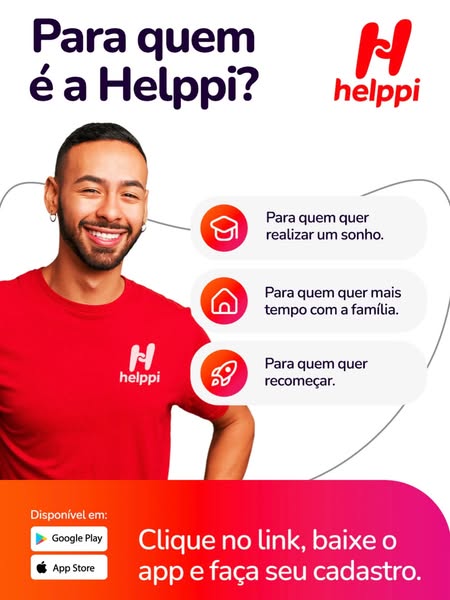 Para quem
é a Helppi?
helppi
Para quem quer
realizar um sonho.
Para quem quer mais
tempo com a família.
Para quem quer
recomeçar.
helppi
Disponível em:
Google Play
App Store
Clique no link, baixe o
app e faça seu cadastro.